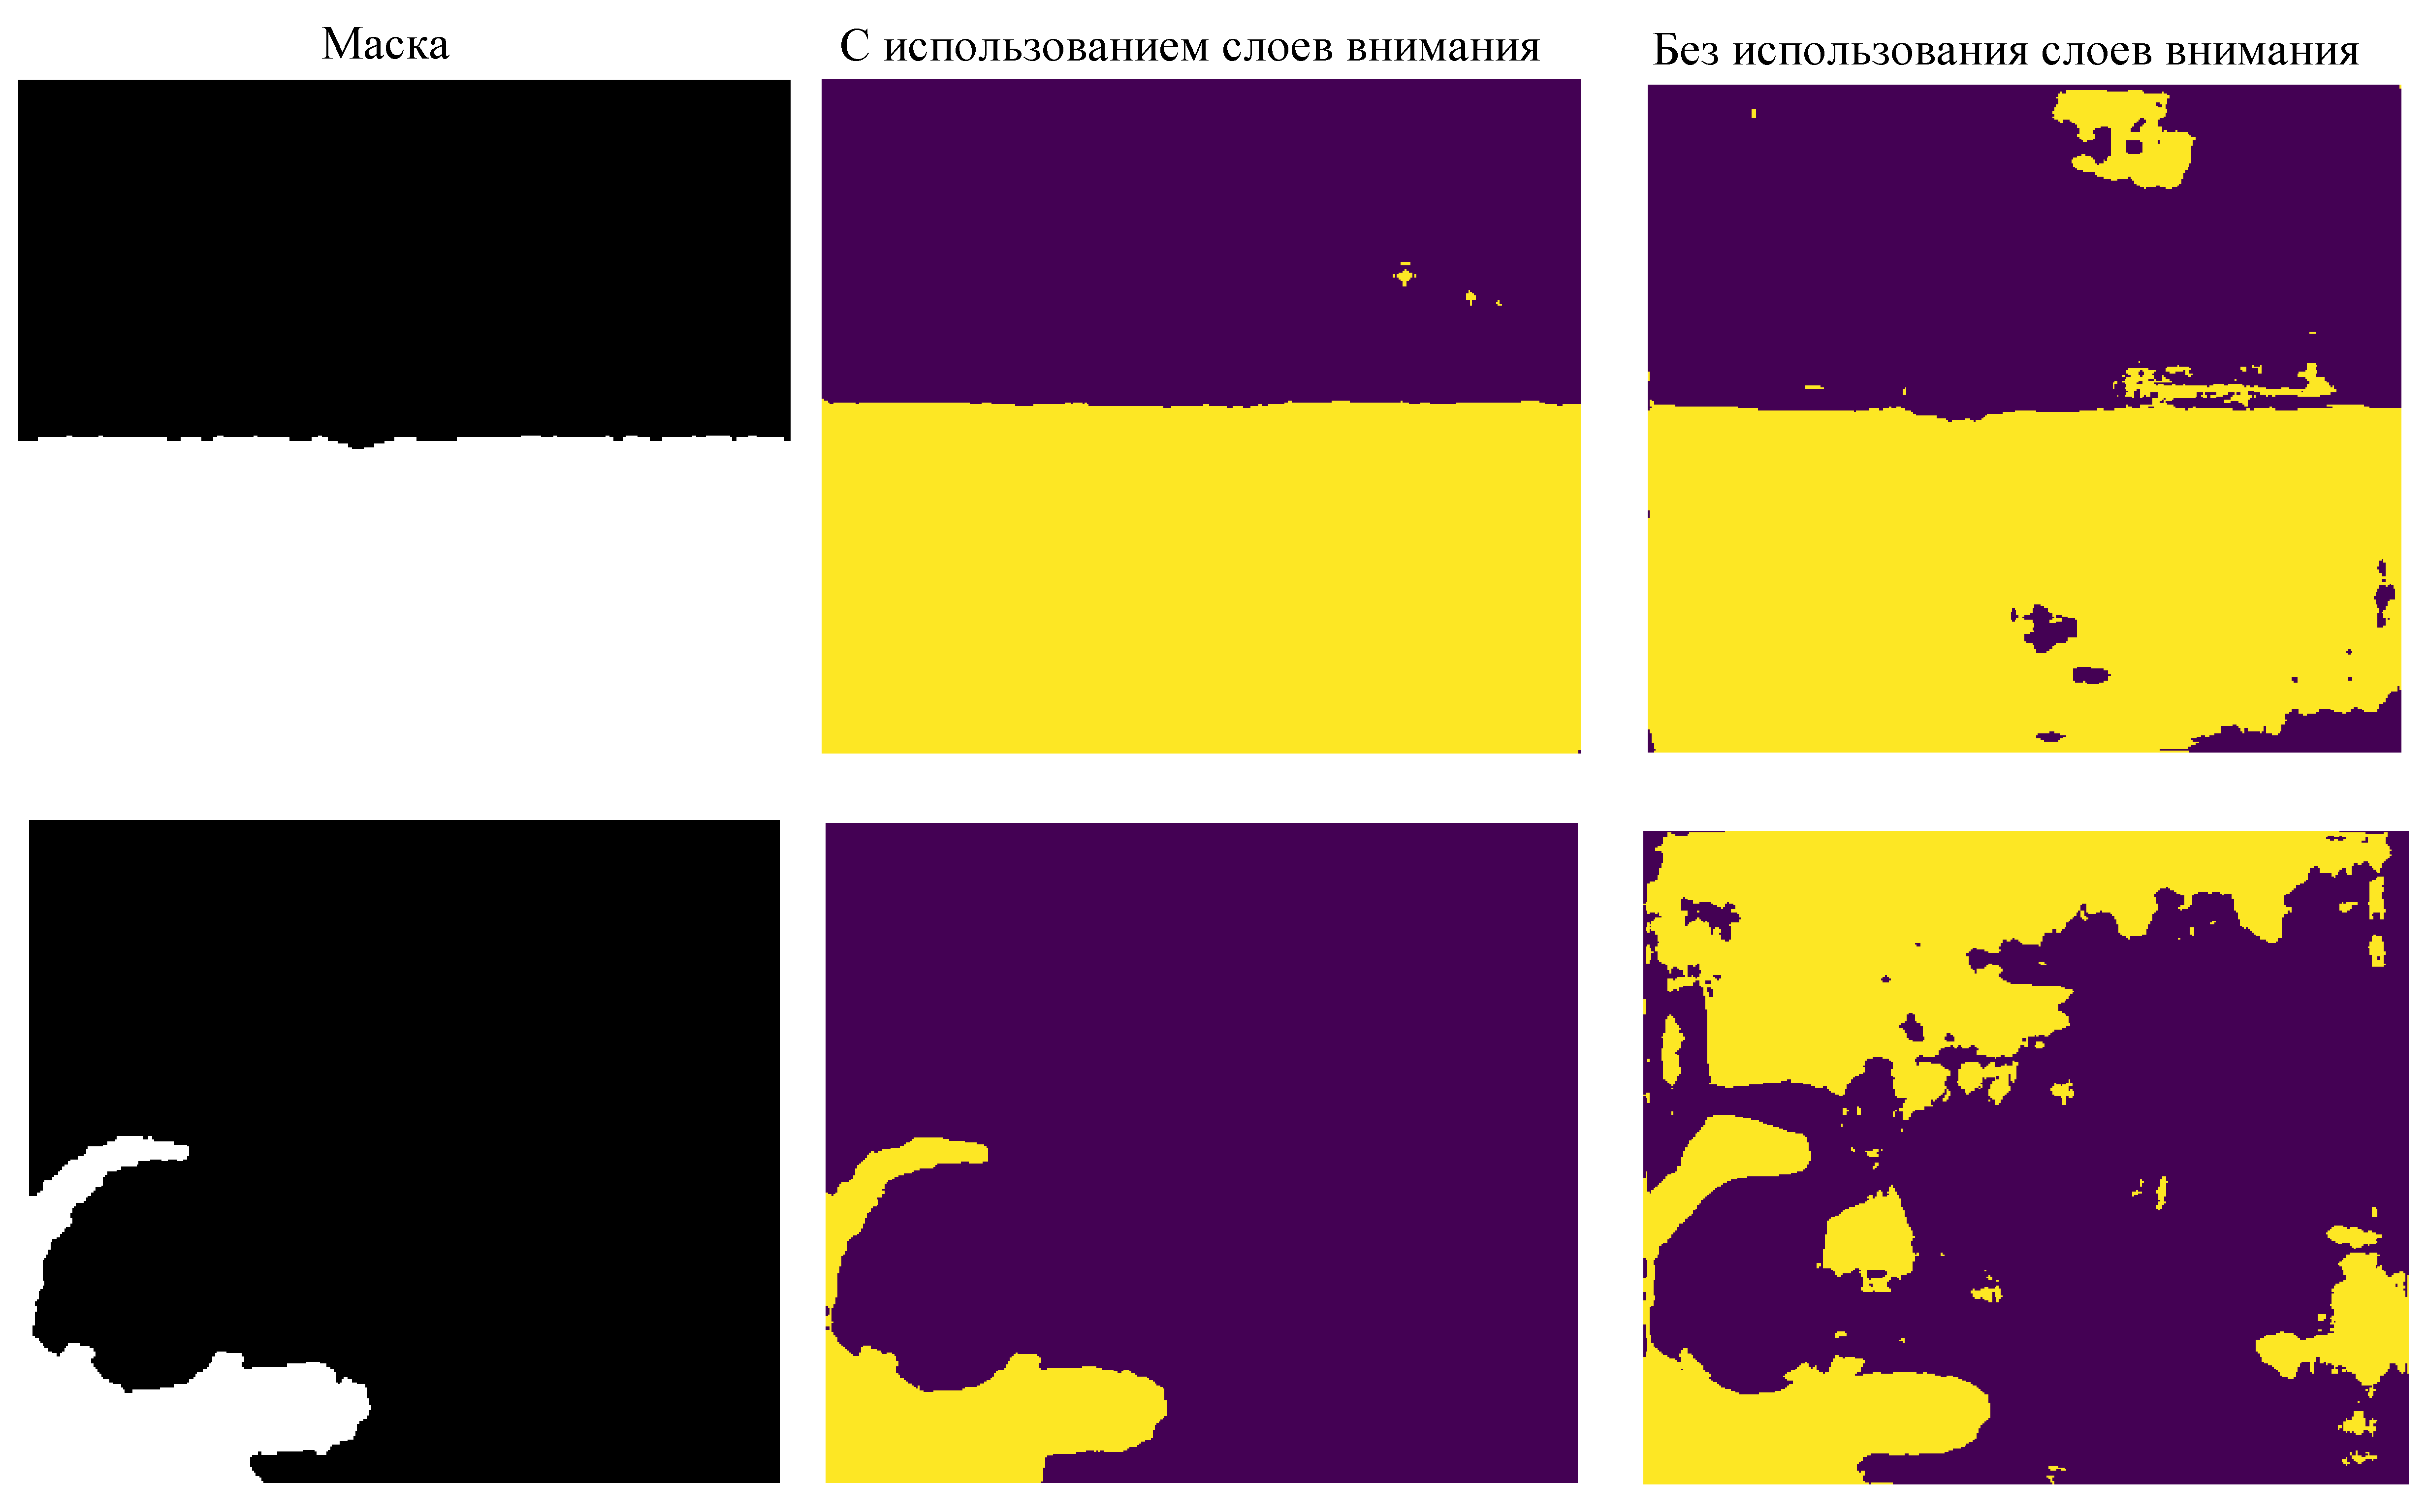 Маска
С использованием слоев внимания
Без использования слоев внимания